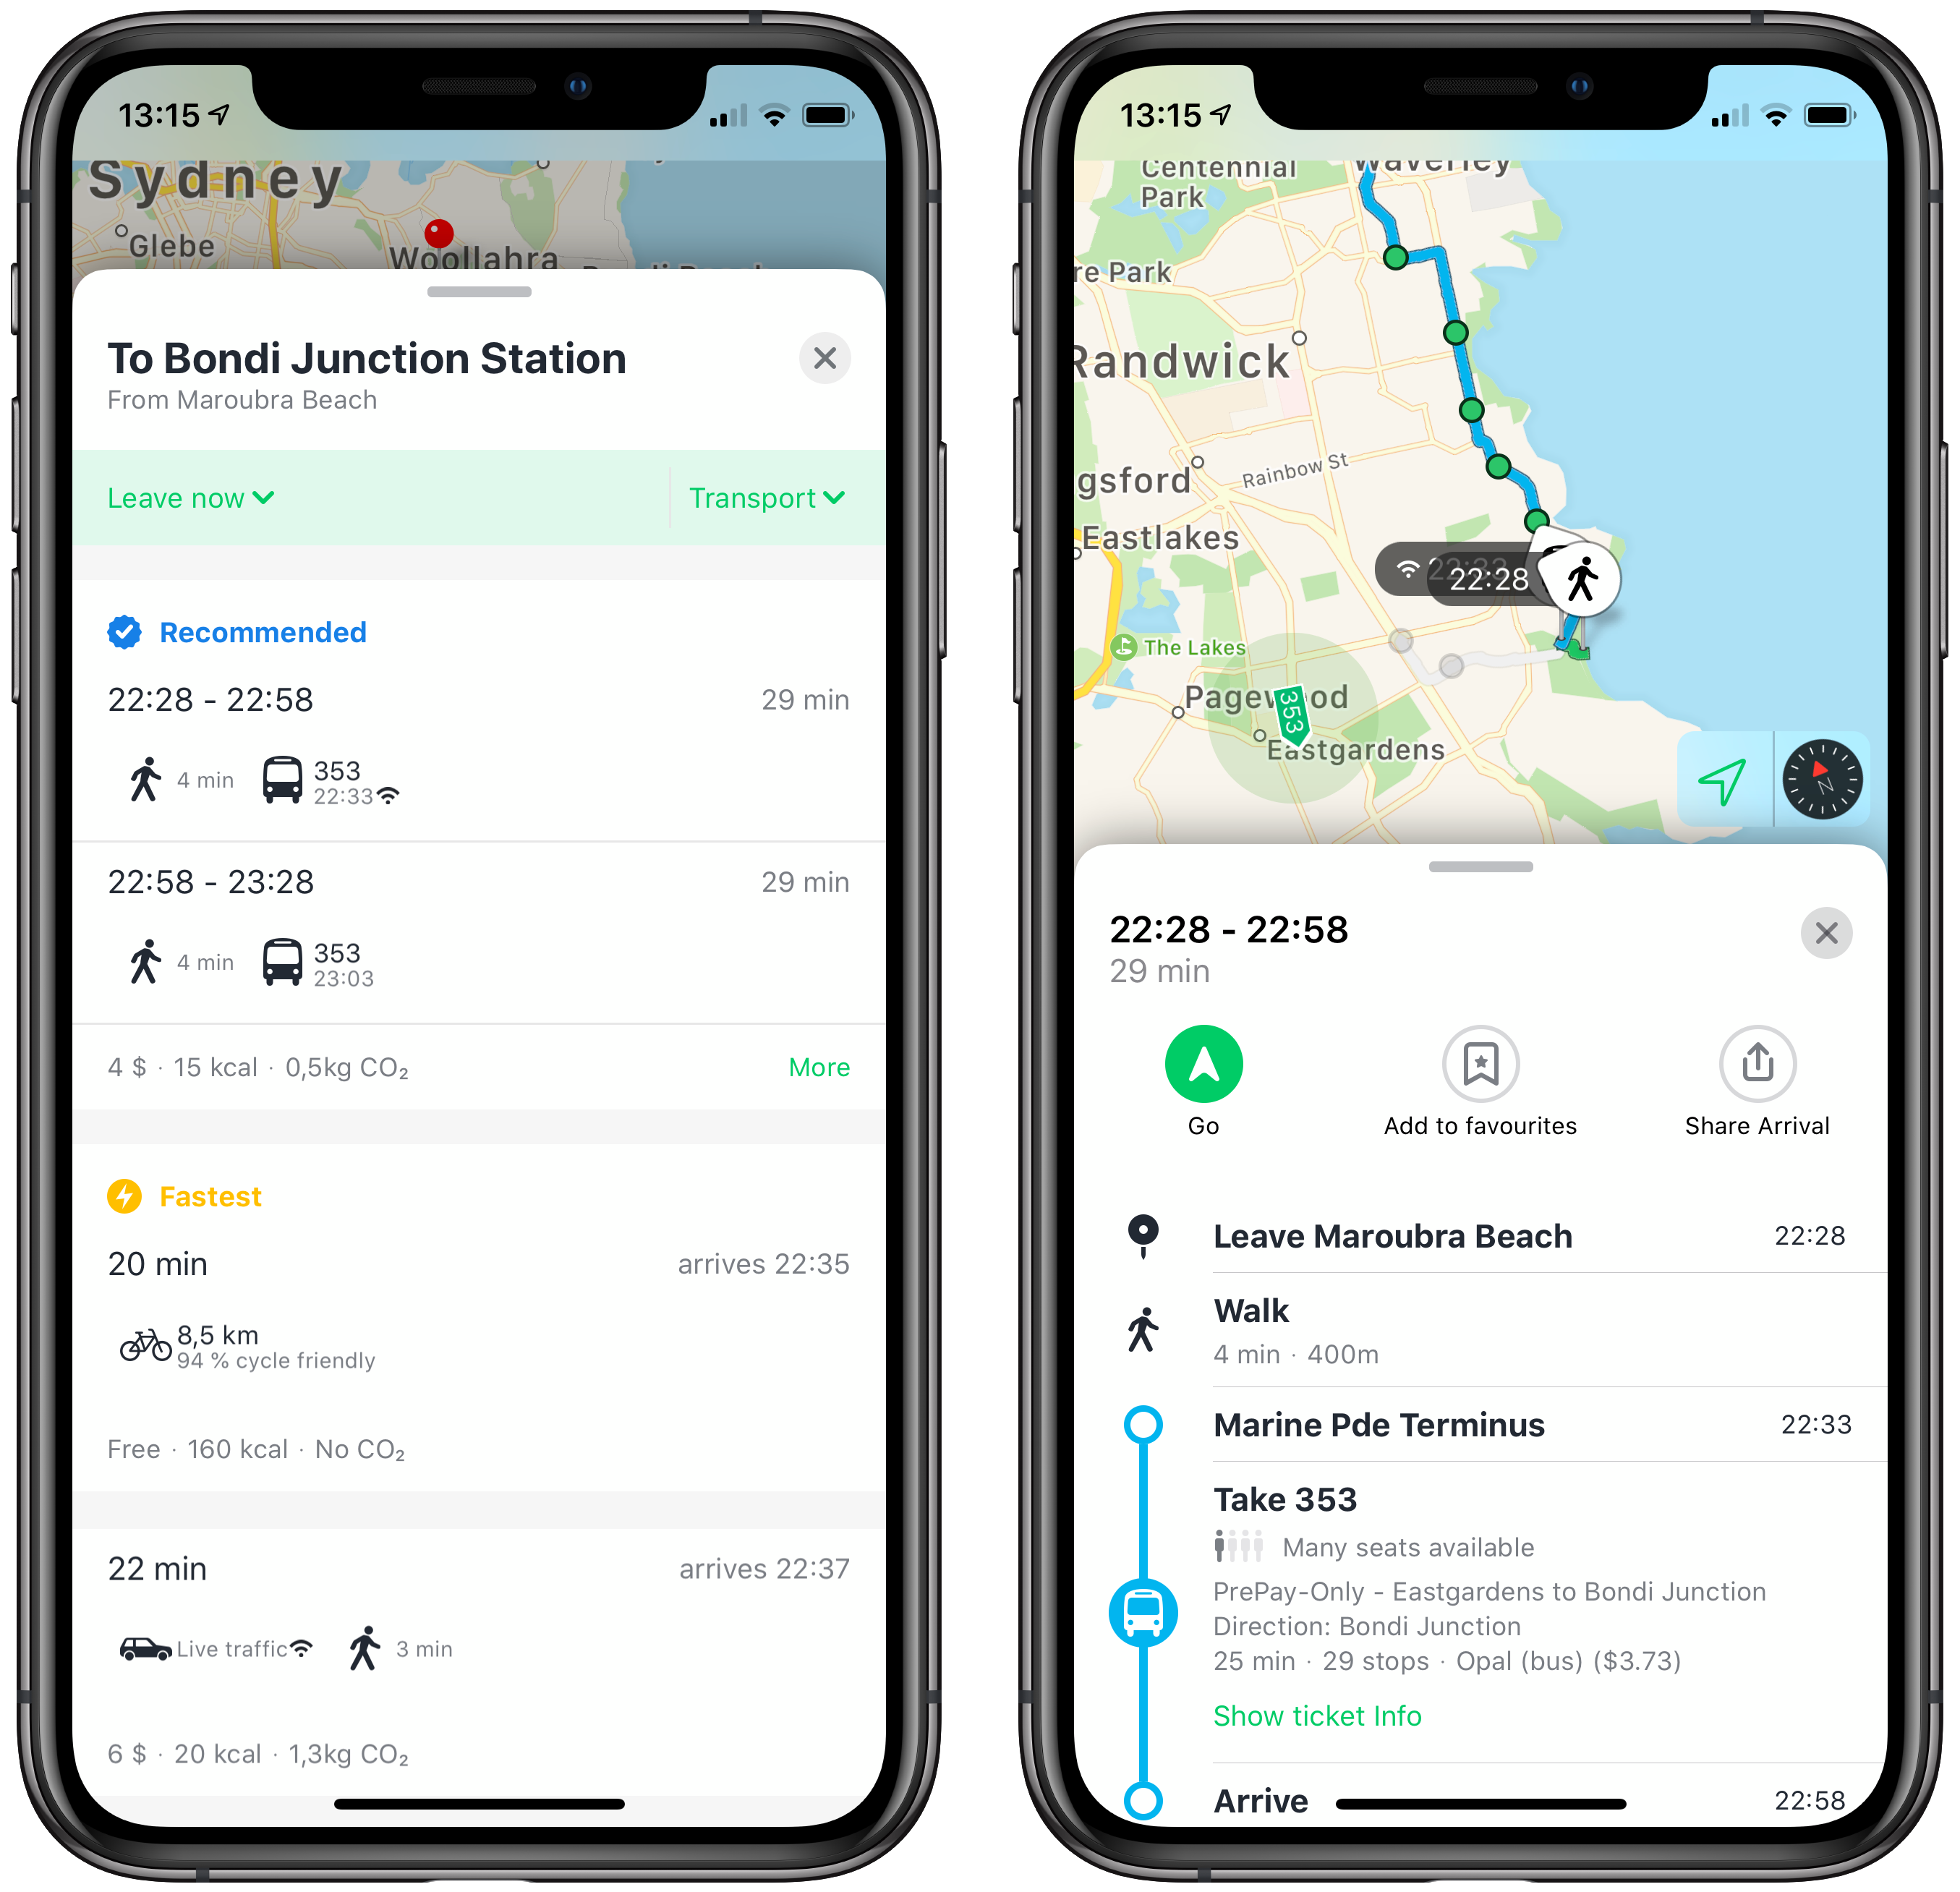 13:15
Sydney
Glebe
Woollahra
To Bondi Junction Station
From Maroubra Beach
Leave now
Transport
Recommended
22:28 - 22:58
29 min
4 min
353
22:33
22:58 - 23:28
29 min
4 min
353
23:03
4 $ · 15 kcal · 0,5kg CO₂
More
Fastest
20 min
arrives 22:35
8,5 km
94 % cycle friendly
Free · 160 kcal · No CO₂
22 min
arrives 22:37
Live traffic
3 min
6 $ · 20 kcal · 1,3kg CO₂
13:15
Centennial
Park
Waverley
re Park
Randwick
Rainbow St
gsford
Eastlakes
22:33
22:28
The Lakes
Pagewood
353
Eastgardens
N
22:28 - 22:58
29 min
Go
Add to favourites
Share Arrival
Leave Maroubra Beach
22:28
Walk
4 min · 400m
Marine Pde Terminus
22:33
Take 353
Many seats available
PrePay-Only - Eastgardens to Bondi Junction
Direction: Bondi Junction
25 min · 29 stops · Opal (bus) ($3.73)
Show ticket Info
Arrive
22:58